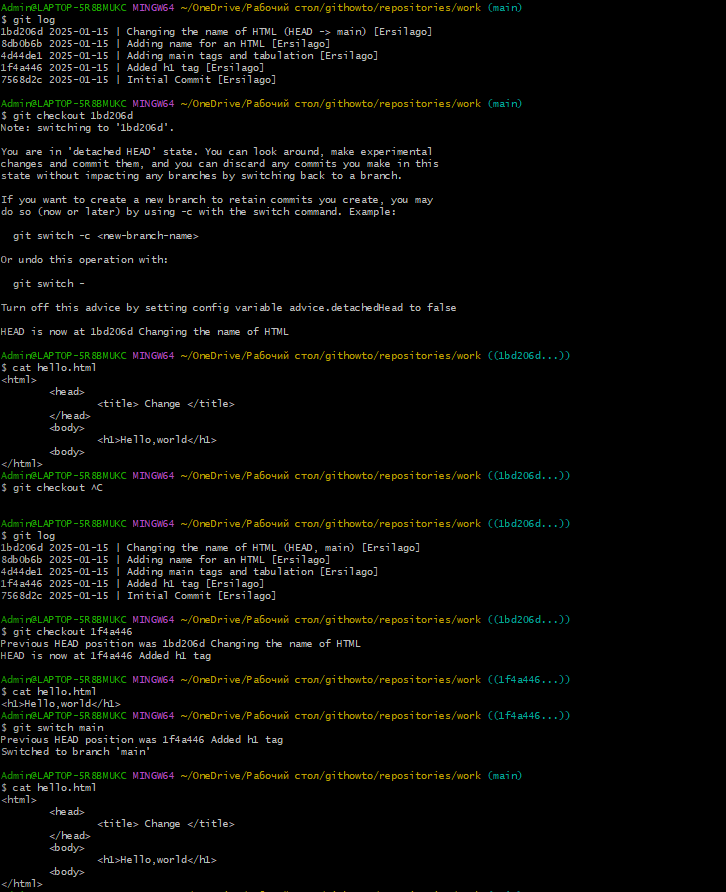 Admin@LAPTOP-5R8BMUKC MINGW64 ~/OneDrive/Рабочий стол/githowto/repositories/work (main)
$ git log
1bd206d 2025-01-15 | Changing the name of HTML (HEAD -> main) [Ersilago]
8db0b6b 2025-01-15 | Adding name for an HTML [Ersilago]
4d44de1 2025-01-15 | Adding main tags and tabulation [Ersilago]
1f4a446 2025-01-15 | Added h1 tag [Ersilago]
7568d2c 2025-01-15 | Initial Commit [Ersilago]
Admin@LAPTOP-5R8BMUKC MINGW64 ~/OneDrive/Рабочий стол/githowto/repositories/work (main)
$ git checkout 1bd206d
Note: switching to '1bd206d'.
You are in 'detached HEAD' state. You can look around, make experimental
changes and commit them, and you can discard any commits you make in this
state without impacting any branches by switching back to a branch.
If you want to create a new branch to retain commits you create, you may
do so (now or later) by using -c with the switch command. Example:
git switch -c <new-branch-name>
Or undo this operation with:
git switch -
Turn off this advice by setting config variable advice.detachedHead to false
HEAD is now at 1bd206d Changing the name of HTML
Admin@LAPTOP-5R8BMUKC MINGW64 ~/OneDrive/Рабочий стол/githowto/repositories/work ((1bd206d...))
$ cat hello.html
<html>
<head>
<title> Change </title>
</head>
<body>
<h1>Hello,world</h1>
<body>
</html>
Admin@LAPTOP-5R8BMUKC MINGW64 ~/OneDrive/Рабочий стол/githowto/repositories/work ((1bd206d...))
$ git checkout ^C
Admin@LAPTOP-5R8BMUKC MINGW64 ~/OneDrive/Рабочий стол/githowto/repositories/work ((1bd206d...))
$ git log
1bd206d 2025-01-15 | Changing the name of HTML (HEAD, main) [Ersilago]
8db0b6b 2025-01-15 | Adding name for an HTML [Ersilago]
4d44de1 2025-01-15 | Adding main tags and tabulation [Ersilago]
1f4a446 2025-01-15 | Added h1 tag [Ersilago]
7568d2c 2025-01-15 | Initial Commit [Ersilago]
Admin@LAPTOP-5R8BMUKC MINGW64 ~/OneDrive/Рабочий стол/githowto/repositories/work ((1bd206d...))
$ git checkout 1f4a446
Previous HEAD position was 1bd206d Changing the name of HTML
HEAD is now at 1f4a446 Added h1 tag
Admin@LAPTOP-5R8BMUKC MINGW64 ~/OneDrive/Рабочий стол/githowto/repositories/work ((1f4a446...))
$ cat hello.html
<h1>Hello,world</h1>
Admin@LAPTOP-5R8BMUKC MINGW64 ~/OneDrive/Рабочий стол/githowto/repositories/work ((1f4a446...))
$ git switch main
Previous HEAD position was 1f4a446 Added h1 tag
Switched to branch 'main'
Admin@LAPTOP-5R8BMUKC MINGW64 ~/OneDrive/Рабочий стол/githowto/repositories/work (main)
$ cat hello.html
<html>
<head>
<title> Change </title>
</head>
<body>
<h1>Hello,world</h1>
<body>
</html>